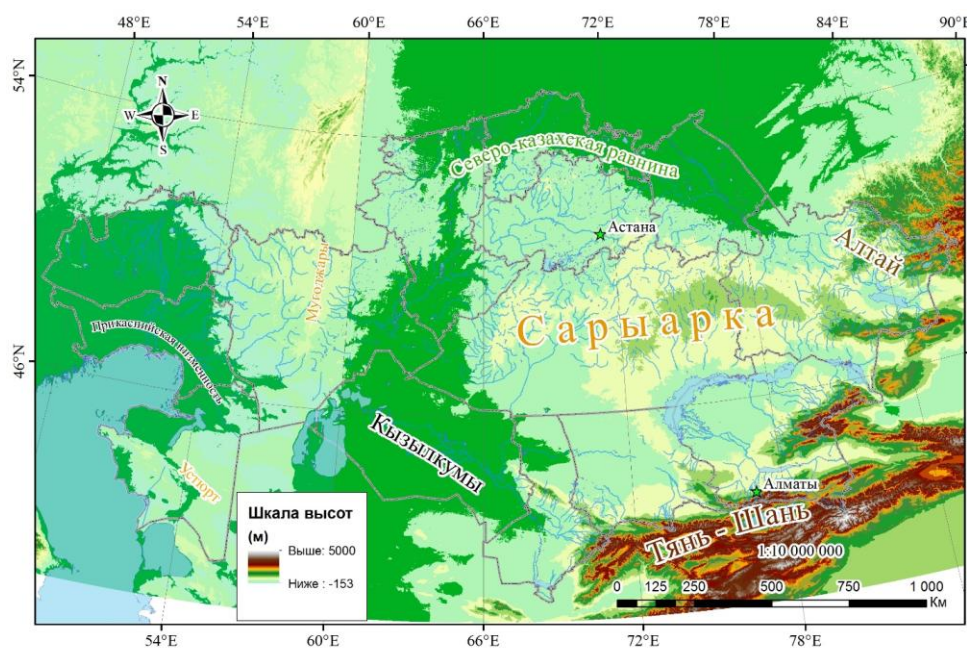 48°E 54°E 60°E 66°E 72°E 78°E 84°E 90°E
54°N
46°N
N
W E
S
Северо-казахская равнина
Астана
Алтай
Мугоджары
Сарыарка
Прикаспийская низменность
Кызылкумы
Устюрт
Алматы
Тянь - Шань
Шкала высот
(м)
Выше: 5000
Ниже : -153
1:10 000 000
0 125 250 500 750 1 000
Км
54°E 60°E 66°E 72°E 78°E